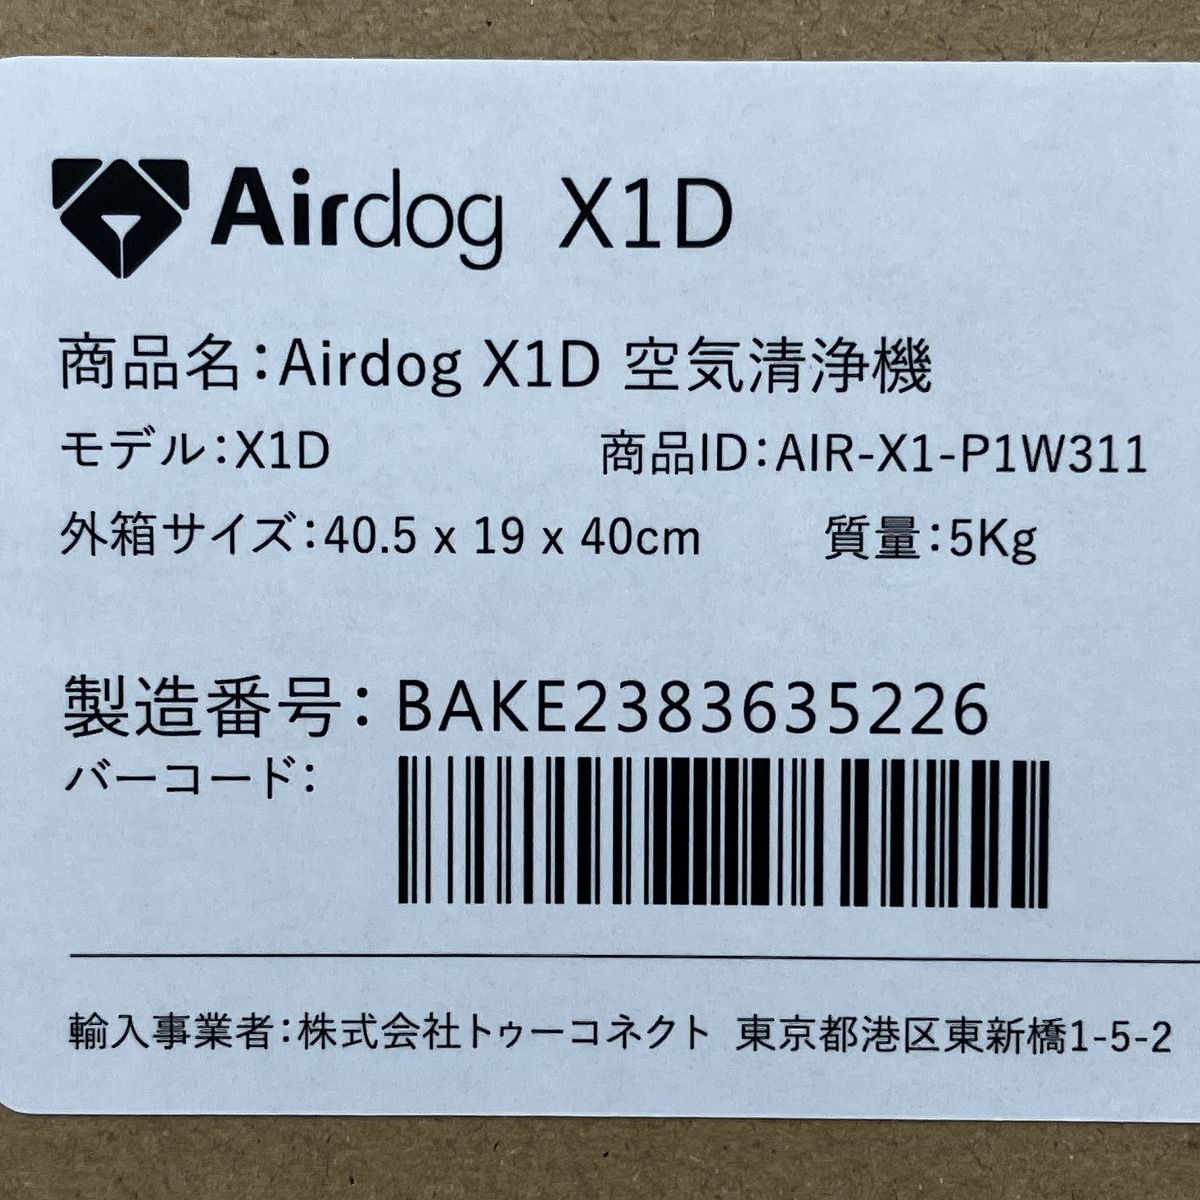 Airdog X1D
商品名：Airdog X1D 空気清浄機
モデル：X1D 商品ID：AIR-X1-P1W311
外箱サイズ：40.5 x 19 x 40cm 質量：5Kg
製造番号：BAKE2383635226
バーコード：
輸入事業者：株式会社トゥーコネクト 東京都港区東新橋1-5-2